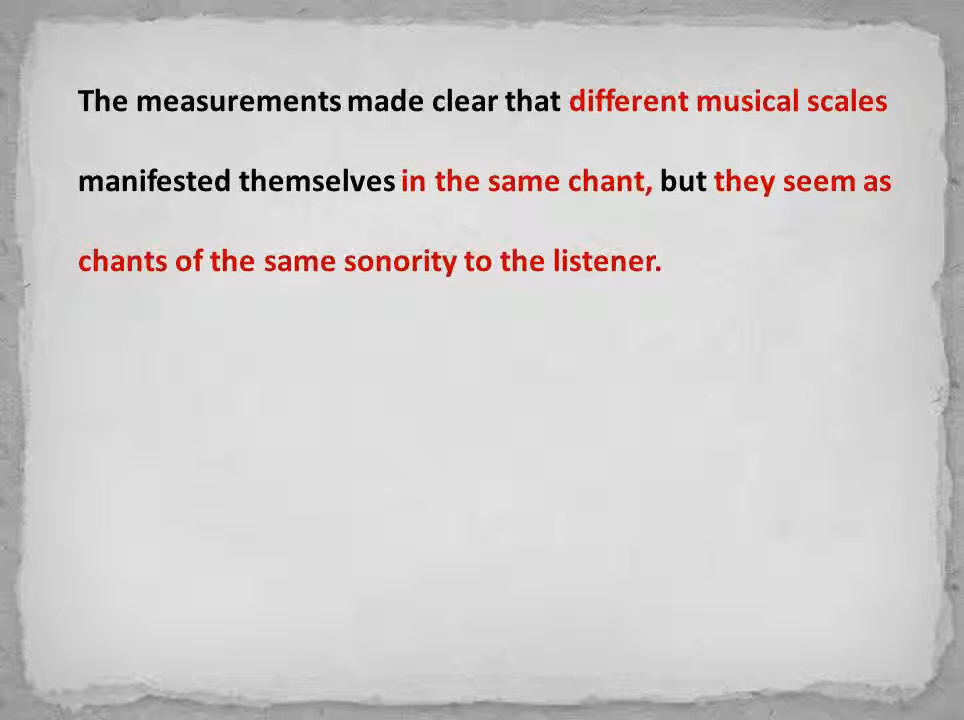 The measurements made clear that different musical scales
manifested themselves in the same chant, but they seem as
chants of the same sonority to the listener.